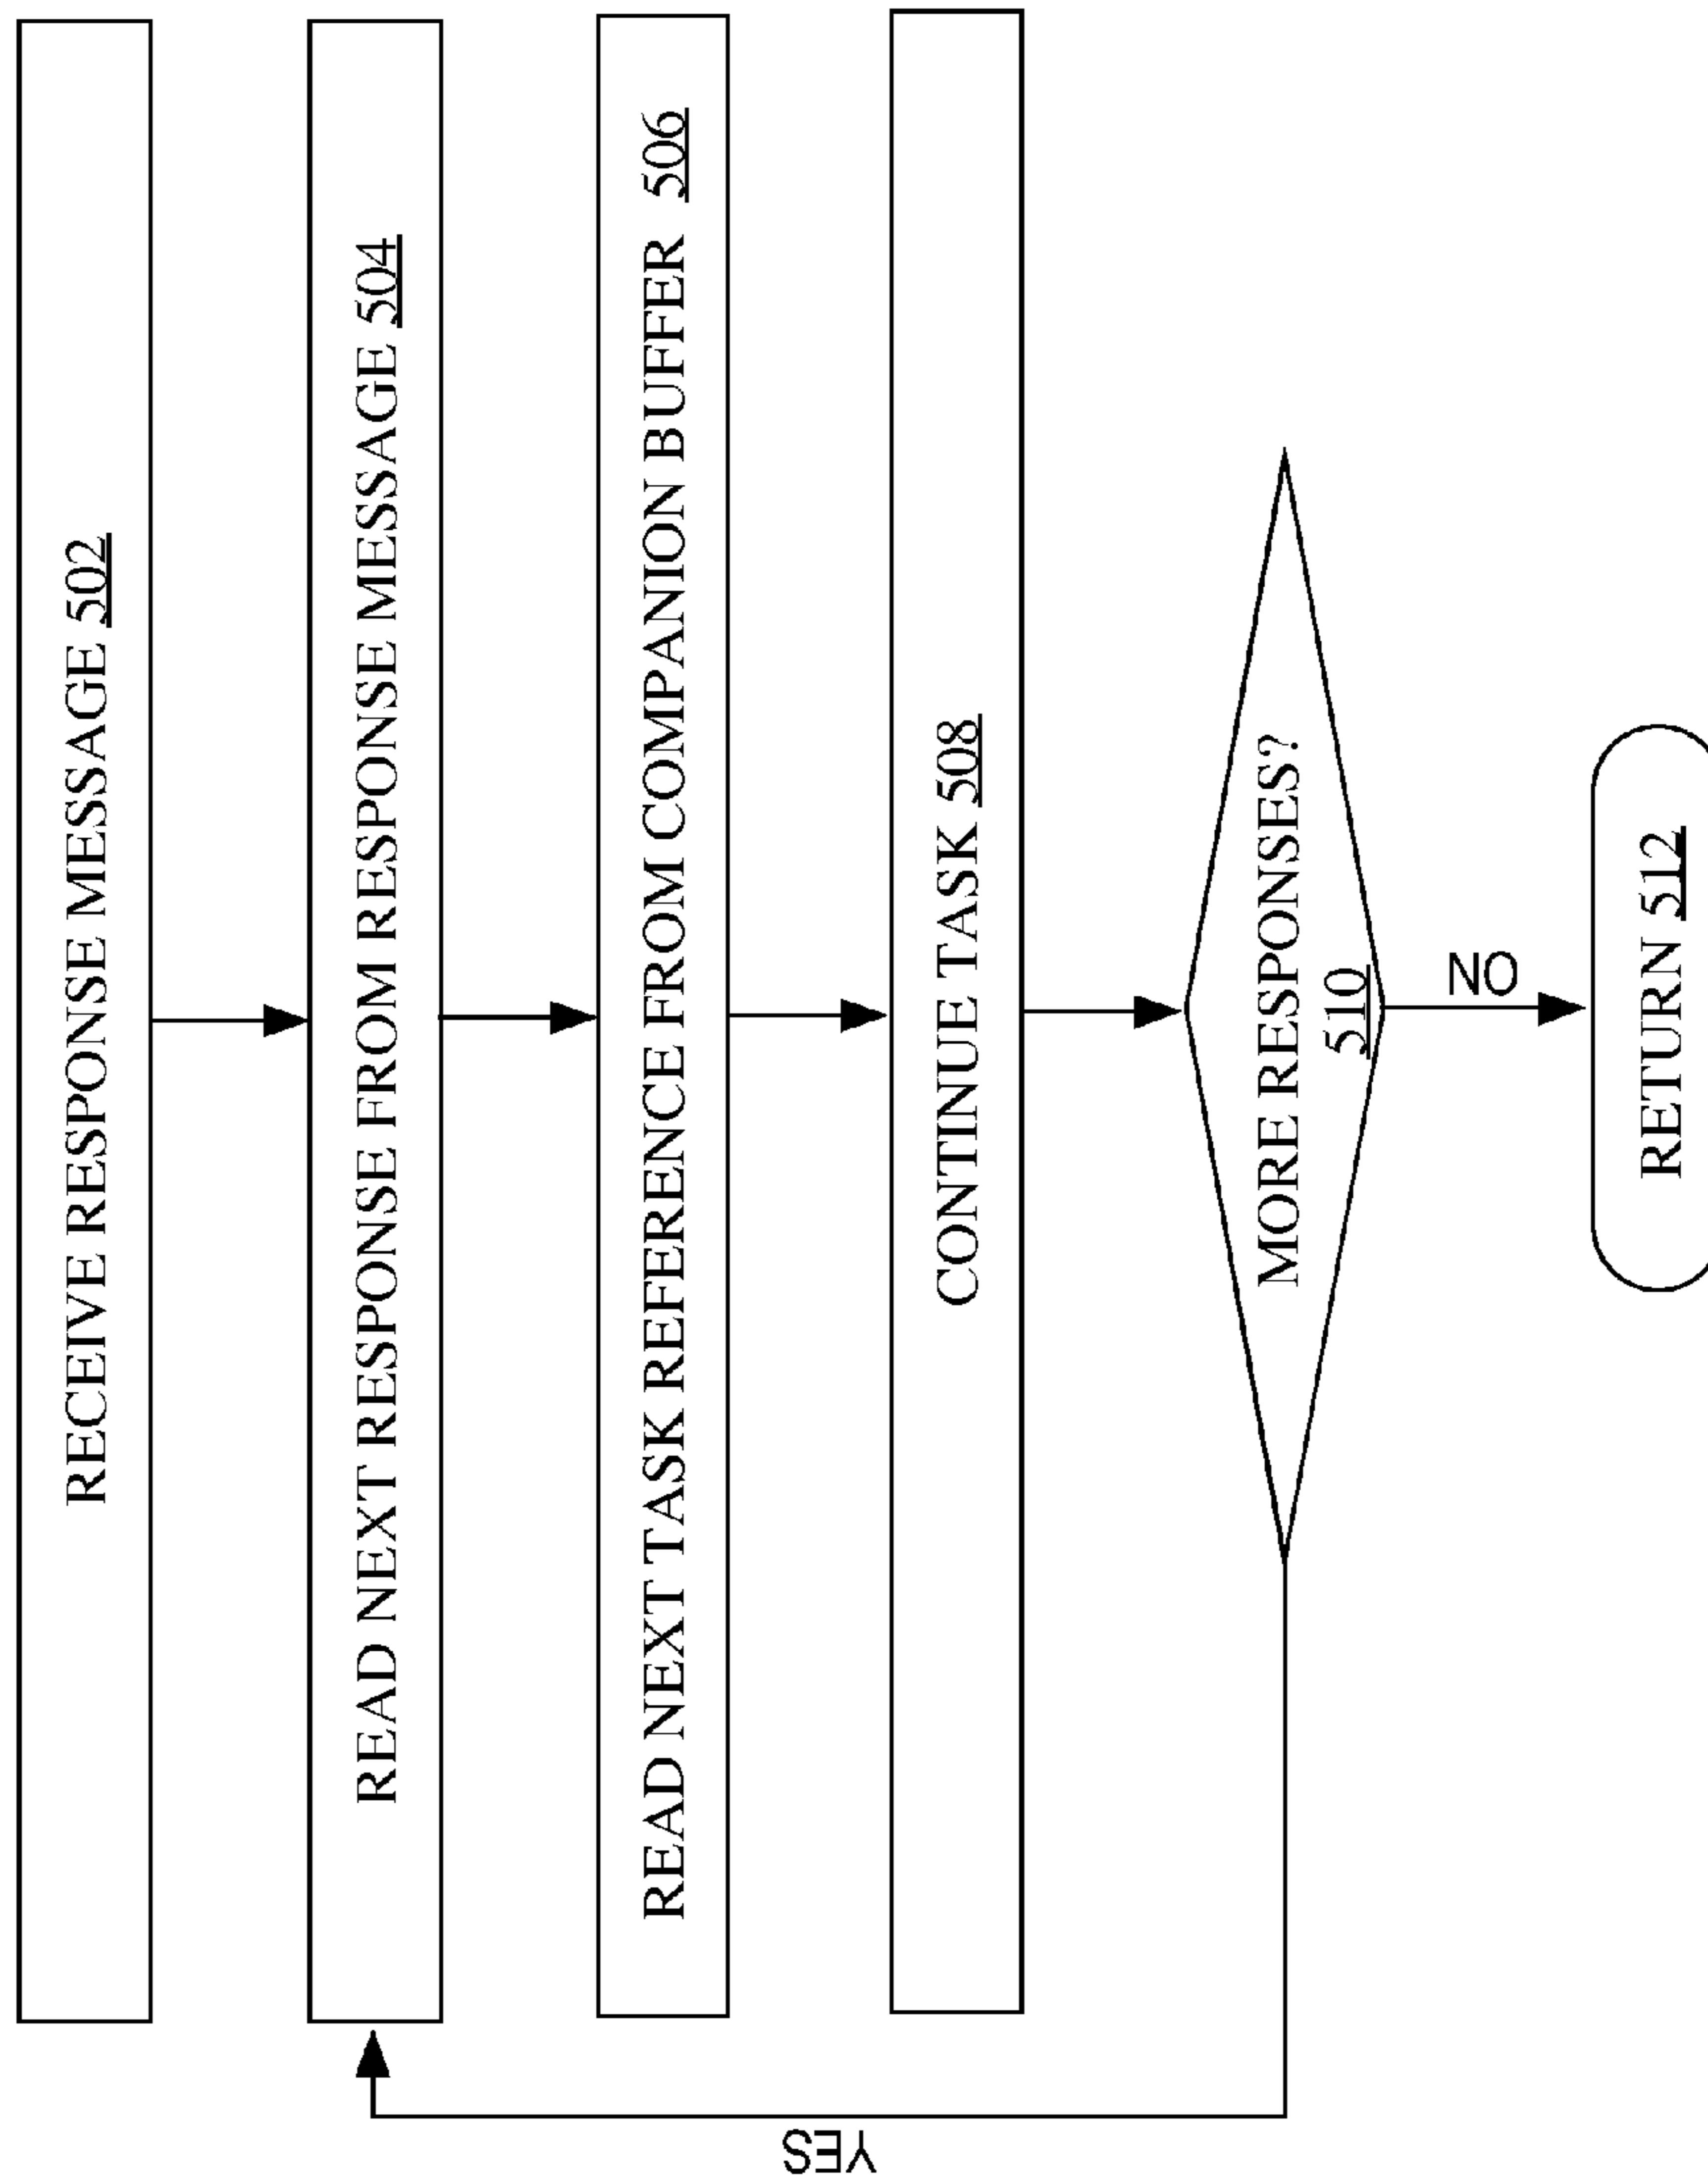 RECEIVE RESPONSE MESSAGE 502
READ NEXT RESPONSE FROM RESPONSE MESSAGE 504
READ NEXT TASK REFERENCE FROM COMPANION BUFFER 506
CONTINUE TASK 508
MORE RESPONSES?
510
YES
NO
RETURN 512